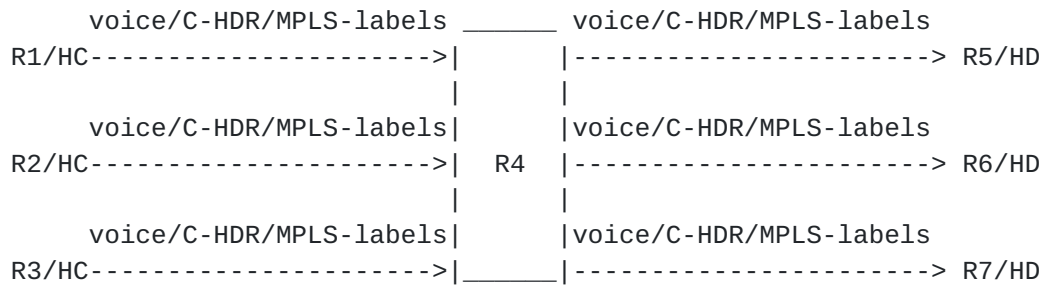 voice/C-HDR/MPLS-labels ______ voice/C-HDR/MPLS-labels
R1/HC---------------------->| |-----------------------> R5/HD
| |
voice/C-HDR/MPLS-labels| |voice/C-HDR/MPLS-labels
R2/HC---------------------->| R4 |-----------------------> R6/HD
| |
voice/C-HDR/MPLS-labels| |voice/C-HDR/MPLS-labels
R3/HC---------------------->|______|-----------------------> R7/HD